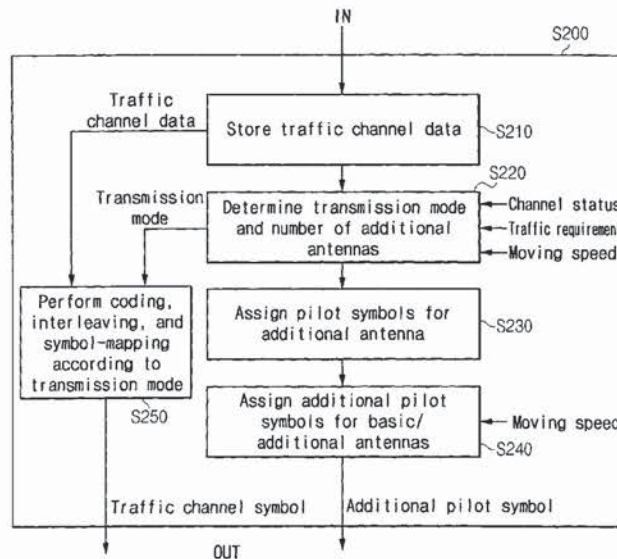 IN
S200
Traffic
channel data
Store traffic channel data
S210
S220
Transmission
mode
Determine transmission mode
and number of additional
antennas
Channel status
Traffic requirement
Moving speed
Perform coding,
interleaving, and
symbol-mapping
according to
transmission mode
S250
Assign pilot symbols for
additional antenna
S230
Assign additional pilot
symbols for basic/
additional antennas
Moving speed
S240
Traffic channel symbol
Additional pilot symbol
OUT